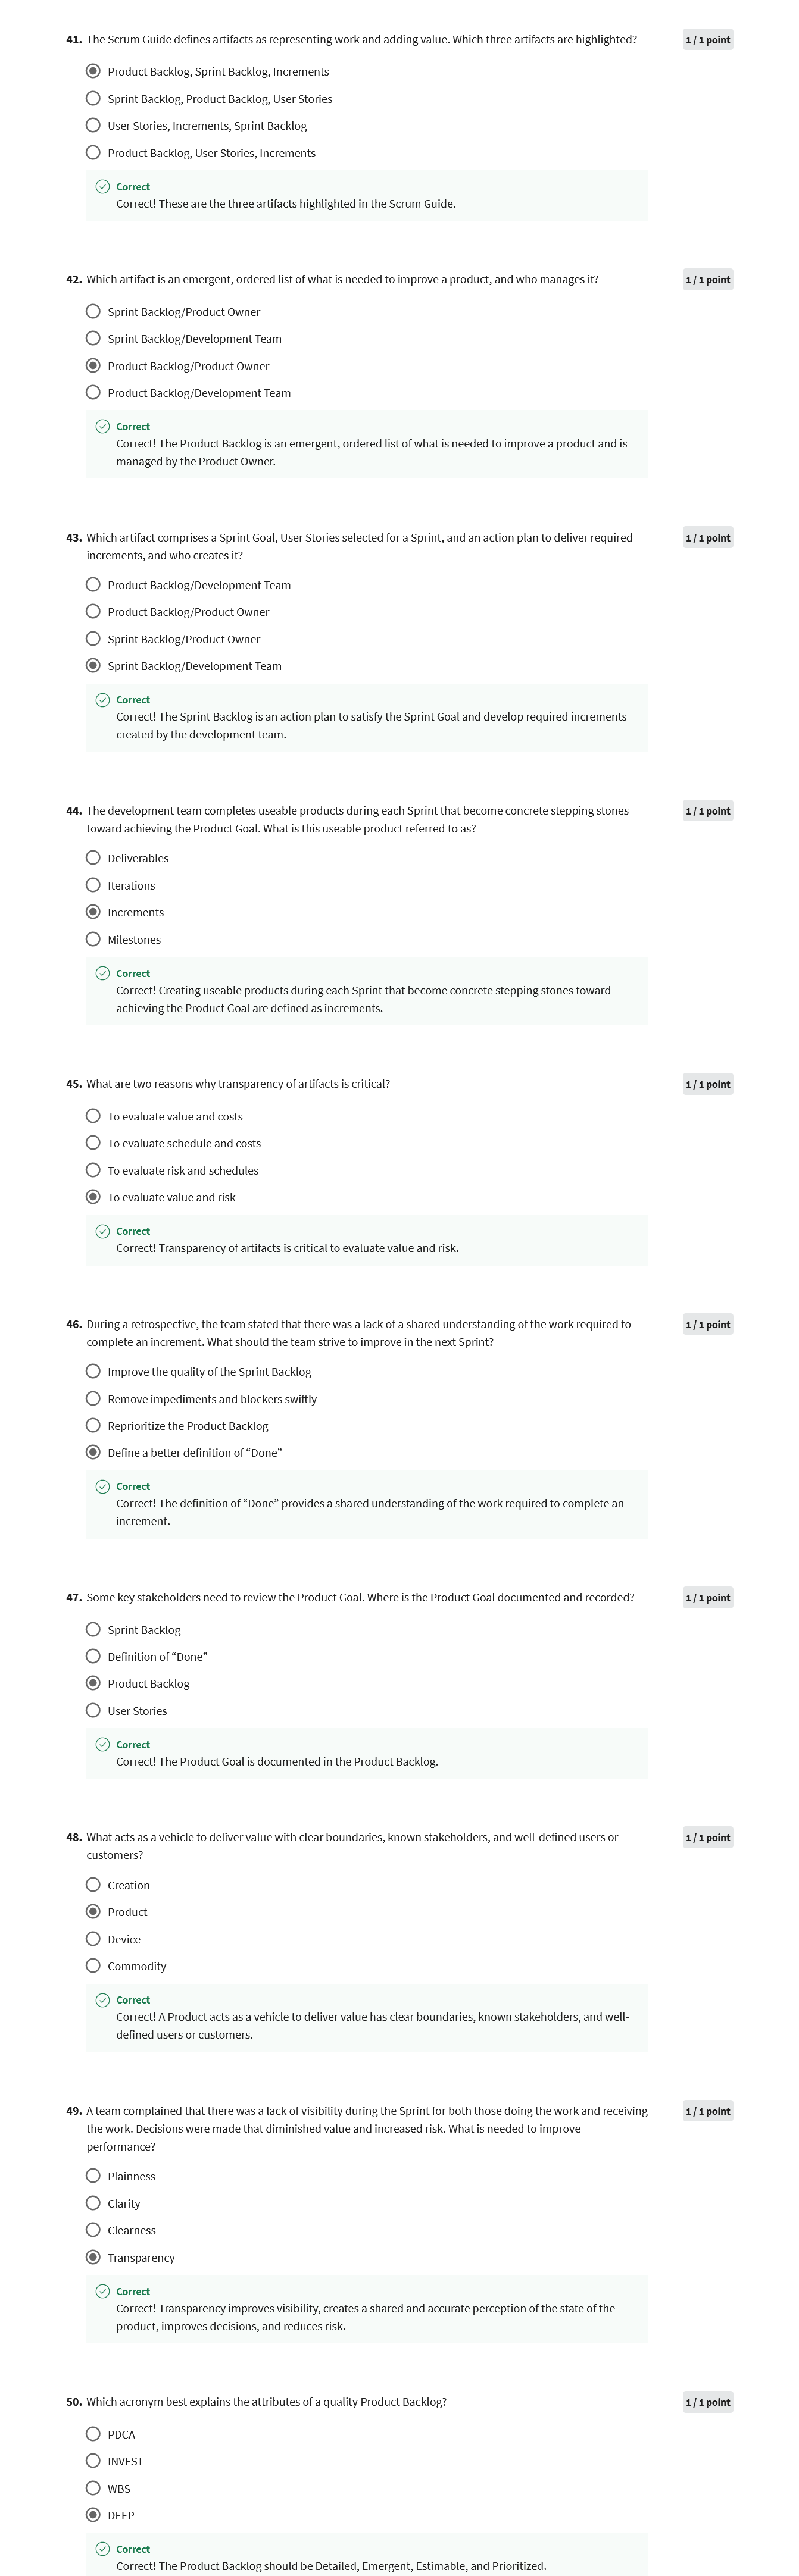 41. The Scrum Guide defines artifacts as representing work and adding value. Which three artifacts are highlighted?
1 / 1 point
Product Backlog, Sprint Backlog, Increments
Sprint Backlog, Product Backlog, User Stories
User Stories, Increments, Sprint Backlog
Product Backlog, User Stories, Increments
Correct
Correct! These are the three artifacts highlighted in the Scrum Guide.
42. Which artifact is an emergent, ordered list of what is needed to improve a product, and who manages it?
1 / 1 point
Sprint Backlog/Product Owner
Sprint Backlog/Development Team
Product Backlog/Product Owner
Product Backlog/Development Team
Correct
Correct! The Product Backlog is an emergent, ordered list of what is needed to improve a product and is
managed by the Product Owner.
43. Which artifact comprises a Sprint Goal, User Stories selected for a Sprint, and an action plan to deliver required
increments, and who creates it?
1 / 1 point
Product Backlog/Development Team
Product Backlog/Product Owner
Sprint Backlog/Product Owner
Sprint Backlog/Development Team
Correct
Correct! The Sprint Backlog is an action plan to satisfy the Sprint Goal and develop required increments
created by the development team.
44. The development team completes useable products during each Sprint that become concrete stepping stones
toward achieving the Product Goal. What is this useable product referred to as?
1 / 1 point
Deliverables
Iterations
Increments
Milestones
Correct
Correct! Creating useable products during each Sprint that become concrete stepping stones toward
achieving the Product Goal are defined as increments.
45. What are two reasons why transparency of artifacts is critical?
1 / 1 point
To evaluate value and costs
To evaluate schedule and costs
To evaluate risk and schedules
To evaluate value and risk
Correct
Correct! Transparency of artifacts is critical to evaluate value and risk.
46. During a retrospective, the team stated that there was a lack of a shared understanding of the work required to
complete an increment. What should the team strive to improve in the next Sprint?
1 / 1 point
Improve the quality of the Sprint Backlog
Remove impediments and blockers swiftly
Reprioritize the Product Backlog
Define a better definition of “Done”
Correct
Correct! The definition of “Done” provides a shared understanding of the work required to complete an
increment.
47. Some key stakeholders need to review the Product Goal. Where is the Product Goal documented and recorded?
1 / 1 point
Sprint Backlog
Definition of “Done”
Product Backlog
User Stories
Correct
Correct! The Product Goal is documented in the Product Backlog.
48. What acts as a vehicle to deliver value with clear boundaries, known stakeholders, and well-defined users or
customers?
1 / 1 point
Creation
Product
Device
Commodity
Correct
Correct! A Product acts as a vehicle to deliver value has clear boundaries, known stakeholders, and well-
defined users or customers.
49. A team complained that there was a lack of visibility during the Sprint for both those doing the work and receiving
the work. Decisions were made that diminished value and increased risk. What is needed to improve
performance?
1 / 1 point
Plainness
Clarity
Clearness
Transparency
Correct
Correct! Transparency improves visibility, creates a shared and accurate perception of the state of the
product, improves decisions, and reduces risk.
50. Which acronym best explains the attributes of a quality Product Backlog?
1 / 1 point
PDCA
INVEST
WBS
DEEP
Correct
Correct! The Product Backlog should be Detailed, Emergent, Estimable, and Prioritized.